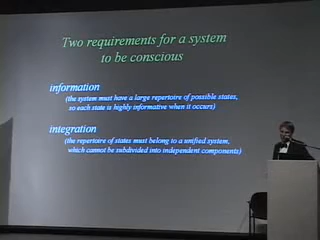 Two requirements for a system
to be conscious
information
(the system must have a large repertoire of possible states,
so each state is highly informative when it occurs)
integration
(the repertoire of states must belong to a unified system,
which cannot be subdivided into independent components)